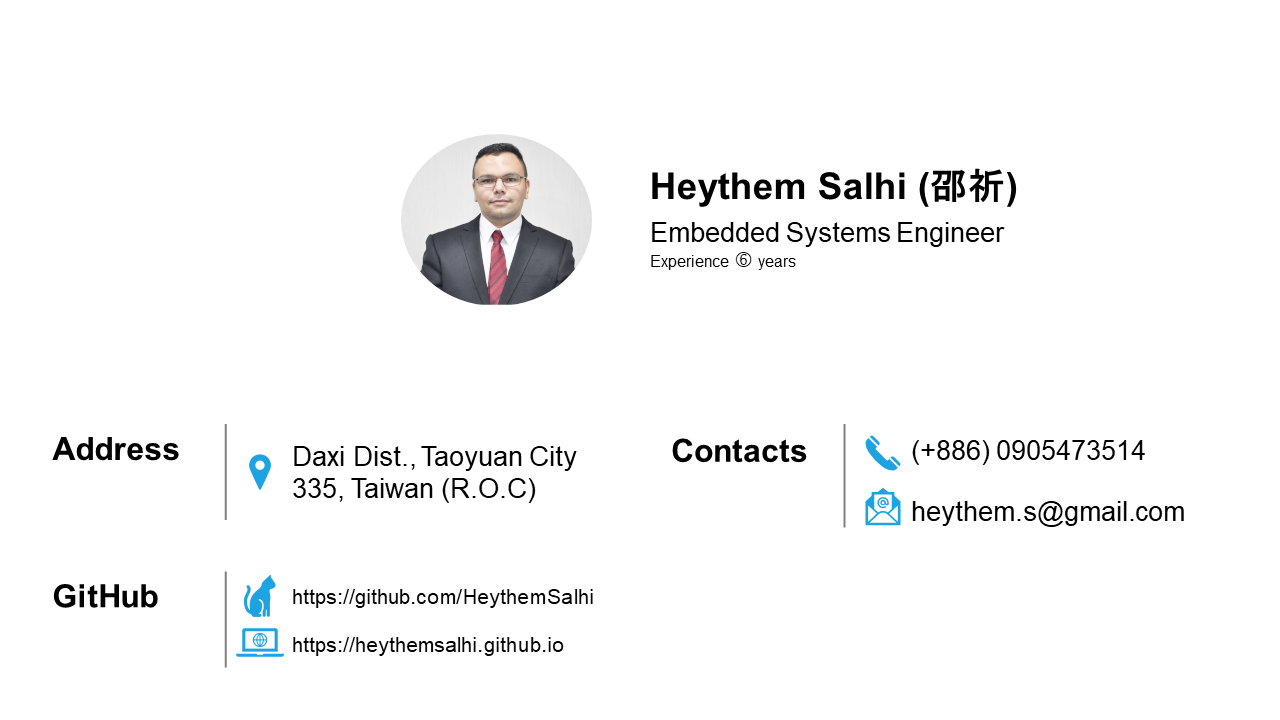 Heythem Salhi (邵祈)
Embedded Systems Engineer
Experience ⑥ years
Address
Daxi Dist., Taoyuan City
335, Taiwan (R.O.C)
Contacts
(+886) 0905473514
heythem.s@gmail.com
GitHub
https://github.com/HeythemSalhi
https://heythemsalhi.github.io